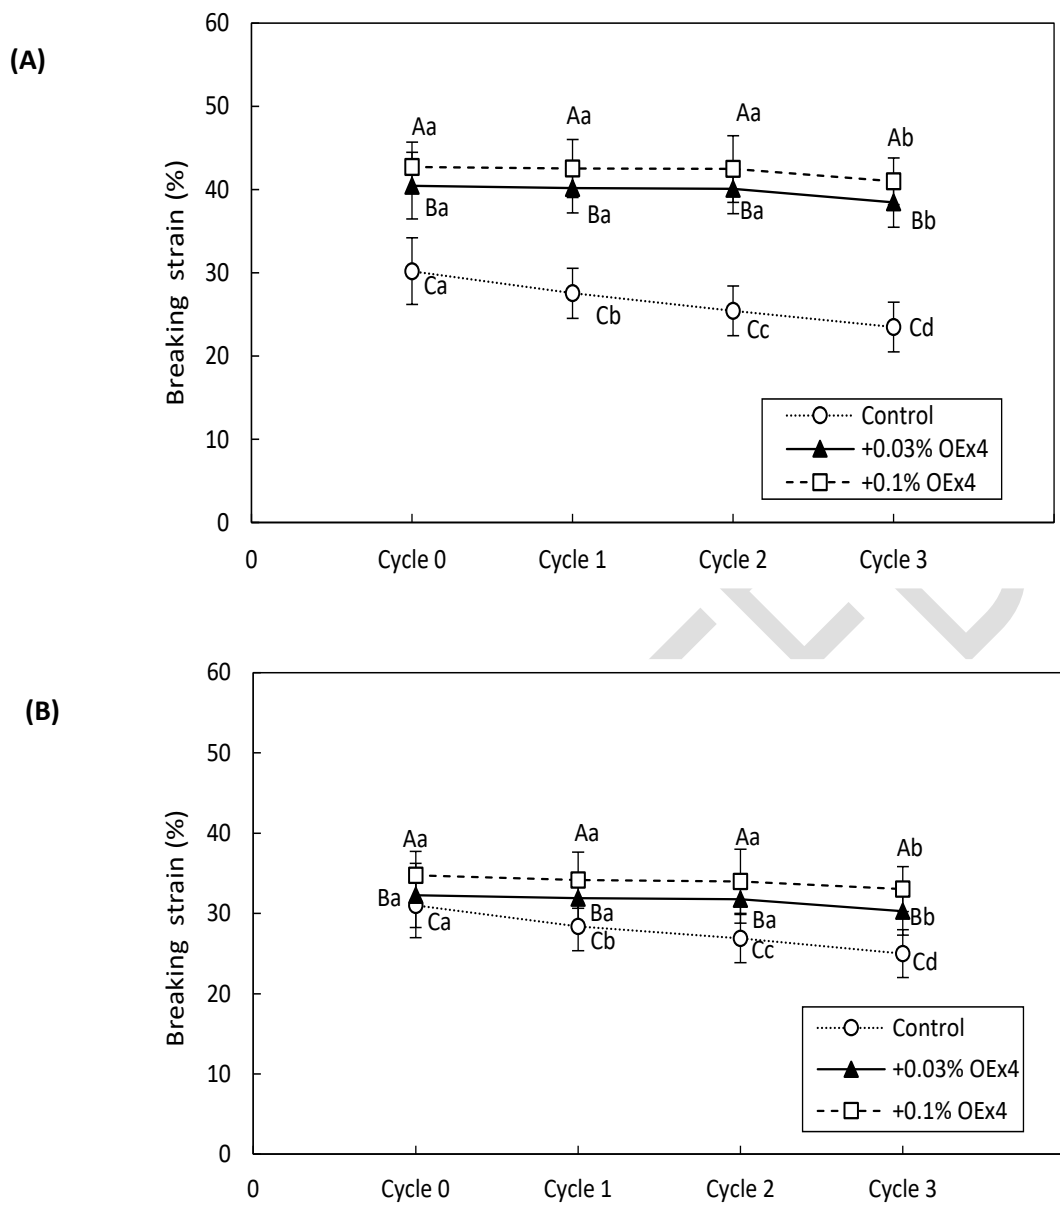 (A)
Breaking strain (%)
60
50
40
30
20
10
0
Aa
Aa
Aa
Ab
Ba
Ba
Ba
Bb
Ca
Cb
Cc
Cd
Control
+0.03% OEx4
+0.1% OEx4
0 Cycle 0 Cycle 1 Cycle 2 Cycle 3
(B)
Breaking strain (%)
60
50
40
30
20
10
0
Aa
Aa
Aa
Ab
Ba
Ba
Ba
Bb
Ca
Cb
Cc
Cd
Control
+0.03% OEx4
+0.1% OEx4
0 Cycle 0 Cycle 1 Cycle 2 Cycle 3